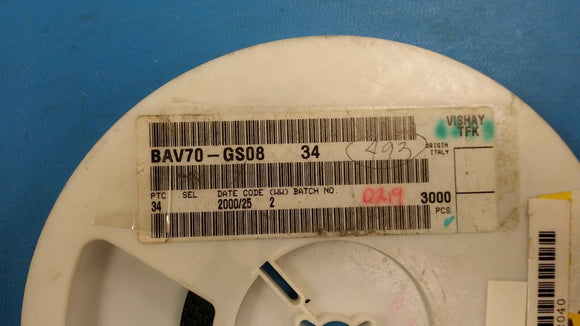 VISHAY
TFK
BAV70-GS08 34 493 ORIGIN
ITALY
PTC SEL DATE CODE (WW) BATCH NO.
34 2000/25 2 0219 3000
PCS